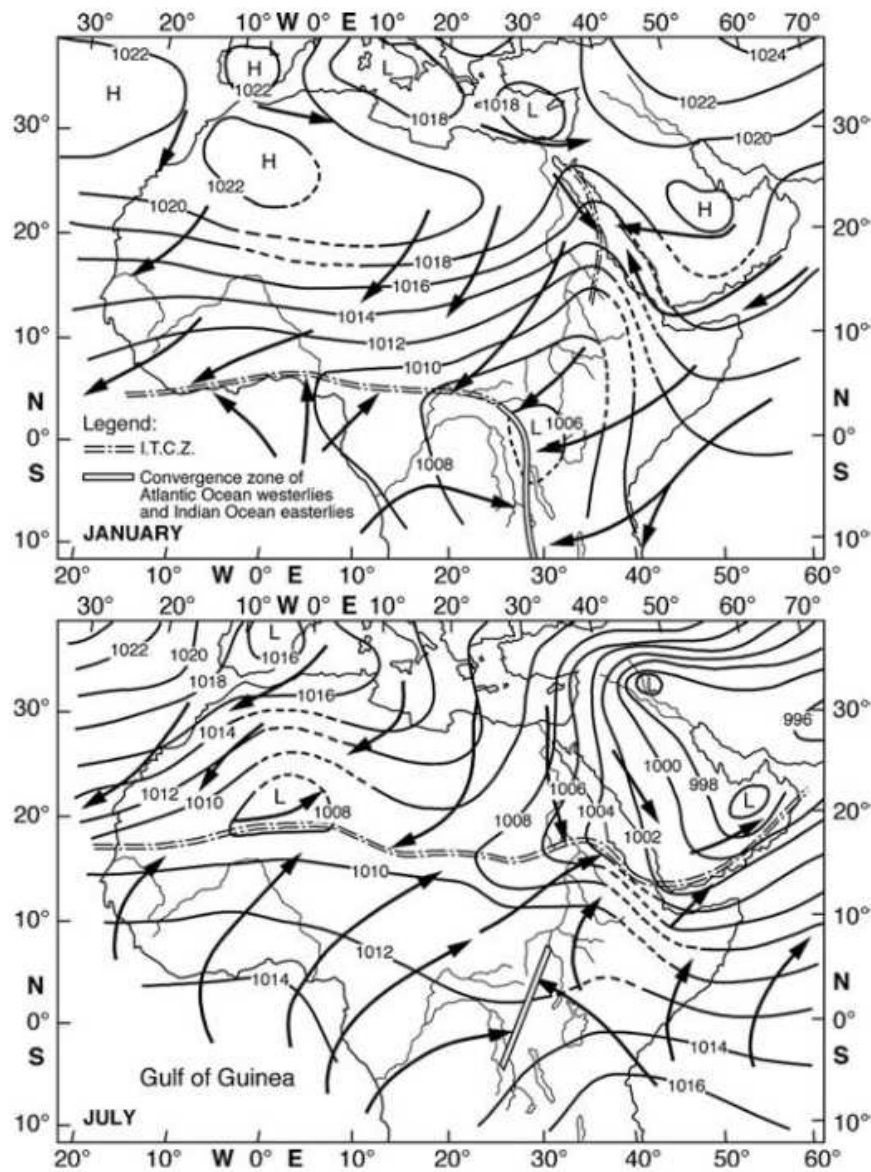 30° 20° 10° W 0° E 10° 20° 30° 40° 50° 60° 70°
1022 H 1024
H 1022 L 1018 1018 L 1022
30° 30°
1020
H
1022 H
1020
20° 20°
1018
1016
1014
10° 1012 10°
1010
N N
Legend: L 1006
0° I.T.C.Z. 0°
1008
S Convergence zone of S
Atlantic Ocean westerlies
and Indian Ocean easterlies
10° JANUARY 10°
20° 10° W 0° E 10° 20° 30° 40° 50° 60°
30° 20° 10° W 0° E 10° 20° 30° 40° 50° 60° 70°
L
1022 1020 1016
1018 1016 L
30° 1014 30°
996
1000
1012 1010 L 1008 1006 998 L
20° 1008 1004 20°
1002
1010
10° 10°
1012
N 1014 N
0° 0°
S 1014 S
Gulf of Guinea 1016
10° JULY 10°
20° 10° W 0° E 10° 20° 30° 40° 50° 60°